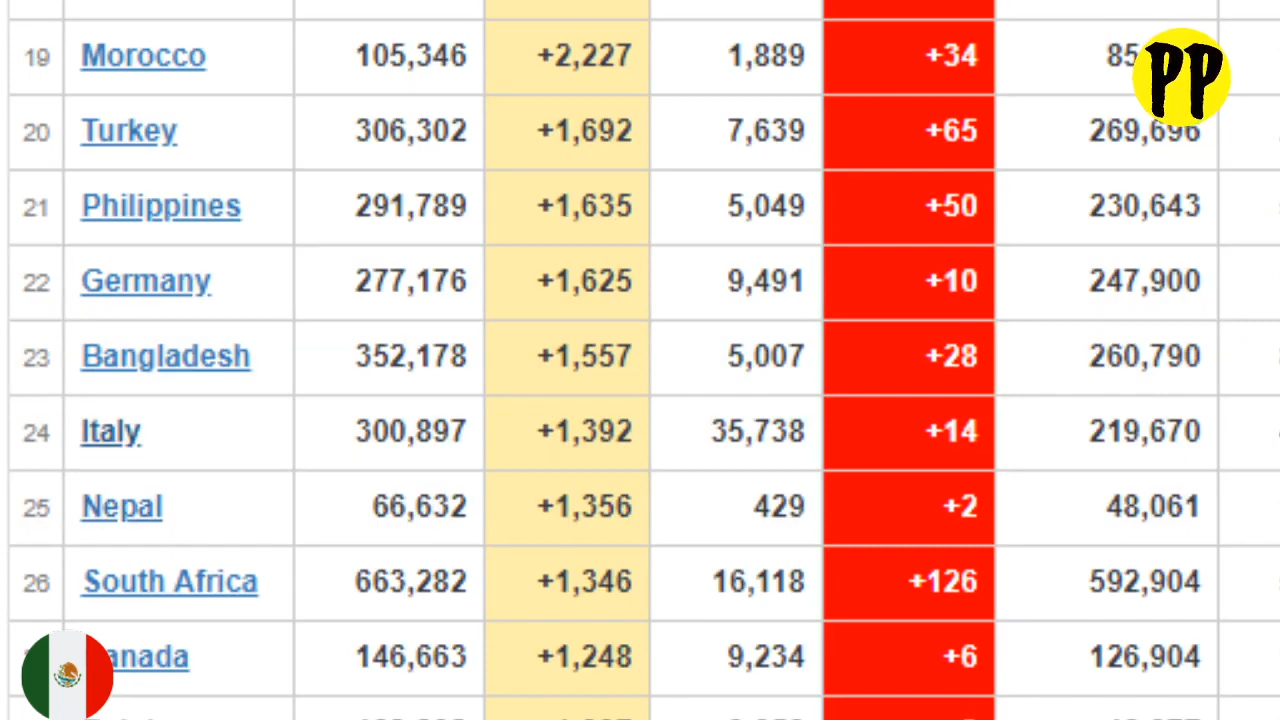 19 Morocco 105,346 +2,227 1,889 +34 85
PP
20 Turkey 306,302 +1,692 7,639 +65 269,696
21 Philippines 291,789 +1,635 5,049 +50 230,643
22 Germany 277,176 +1,625 9,491 +10 247,900
23 Bangladesh 352,178 +1,557 5,007 +28 260,790
24 Italy 300,897 +1,392 35,738 +14 219,670
25 Nepal 66,632 +1,356 429 +2 48,061
26 South Africa 663,282 +1,346 16,118 +126 592,904
anada 146,663 +1,248 9,234 +6 126,904